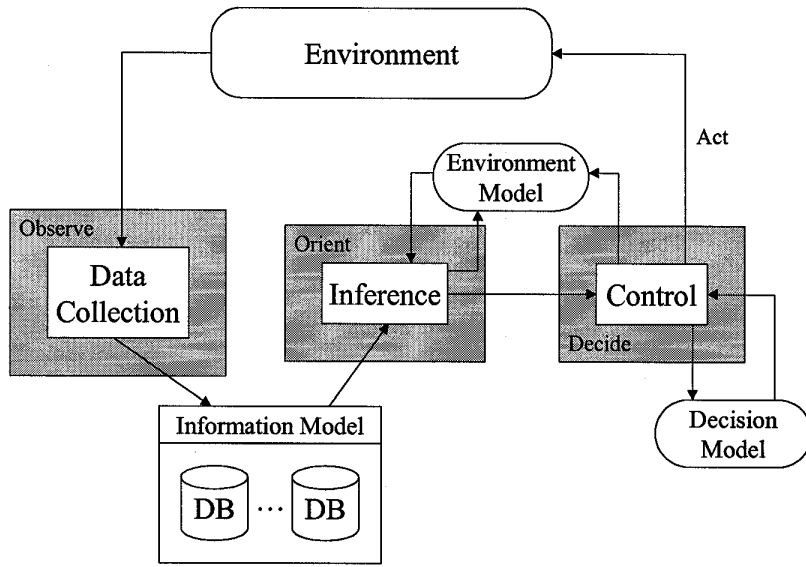 Environment
Act
Environment
Model
Observe
Data
Collection
Orient
Inference
Control
Decide
Information Model
DB ... DB
Decision
Model